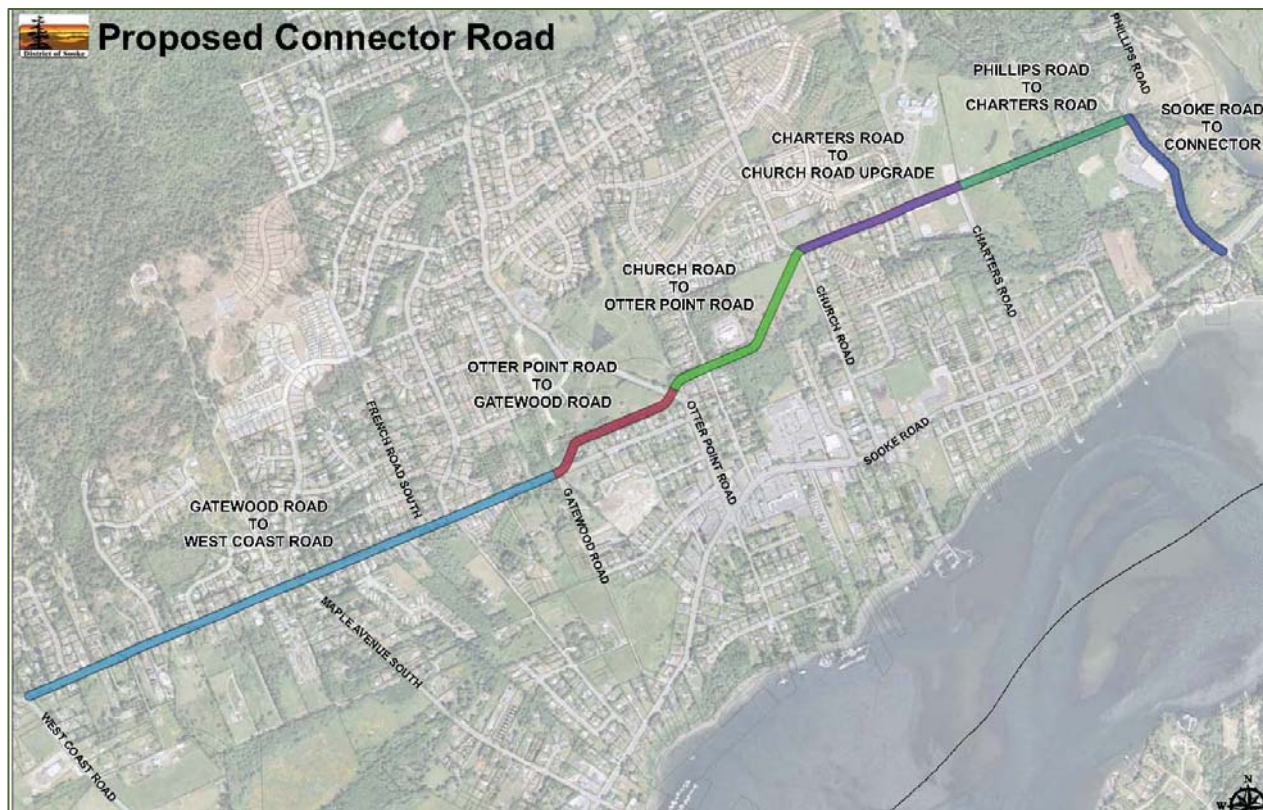 District of Sooke
Proposed Connector Road
PHILLIPS ROAD
PHILLIPS ROAD
TO
CHARTERS ROAD
SOOKE ROAD
TO
CONNECTOR
CHARTERS ROAD
TO
CHURCH ROAD UPGRADE
CHURCH ROAD
TO
OTTER POINT ROAD
CHARTERS ROAD
CHURCH ROAD
OTTER POINT ROAD
TO
GATEWOOD ROAD
FRENCH ROAD SOUTH
OTTER POINT ROAD
SOOKE ROAD
GATEWOOD ROAD
TO
WEST COAST ROAD
GATEWOOD ROAD
MAPLE AVENUE SOUTH
WEST COAST ROAD
N
W